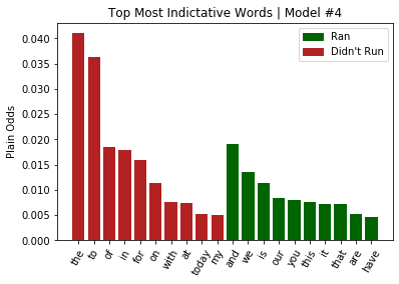 Top Most Indictative Words | Model #4
Ran
Didn't Run
Plain Odds
0.040
0.035
0.030
0.025
0.020
0.015
0.010
0.005
0.000
the
to
of
in
for
on
with
at
today
my
and
we
is
our
you
this
it
that
are
have